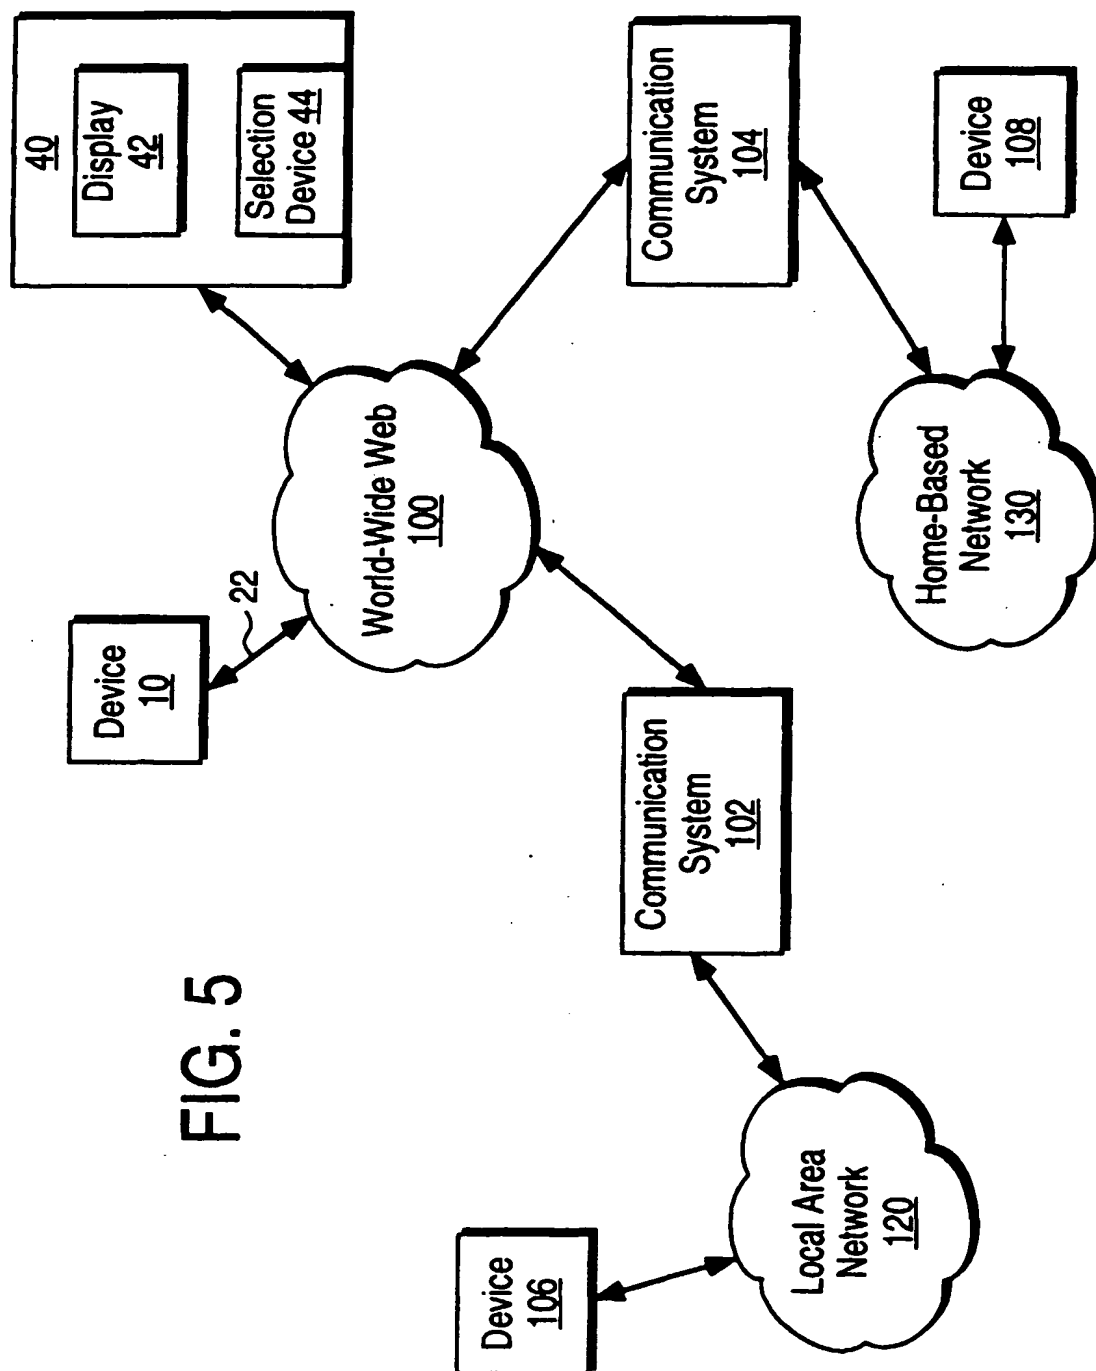 FIG. 5
Device
106
Local Area
Network
120
Device
10
22
Communication
System
102
World-Wide Web
100
40
Display
42
Selection
Device 44
Communication
System
104
Home-Based
Network
130
Device
108